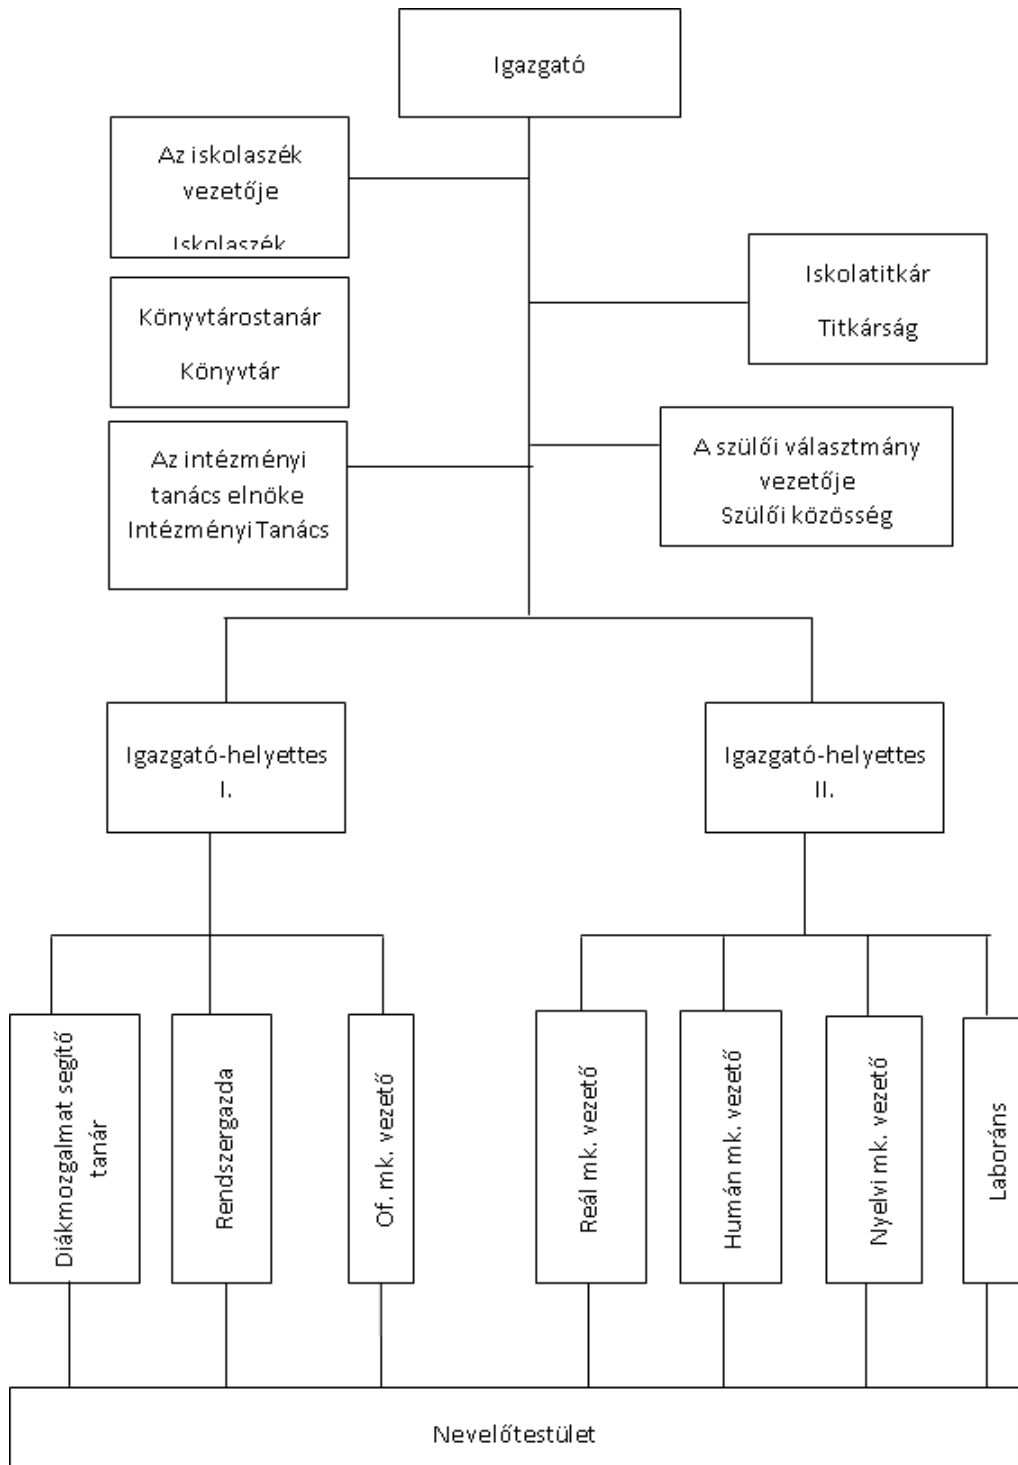 Igazgató
Az iskolaszék
vezetője
Iskolaszék
Iskolatitkár
Titkárság
Könyvtárostanár
Könyvtár
Az intézményi
tanács elnöke
Intézményi Tanács
A szülői választmány
vezetője
Szülői közösség
Igazgató-helyettes
I.
Igazgató-helyettes
II.
Diákmozgalmat segítő
tanár
Rendszergazda
Of. mk. vezető
Reál mk. vezető
Humán mk. vezető
Nyelvi mk. vezető
Laboráns
Nevelőtestület